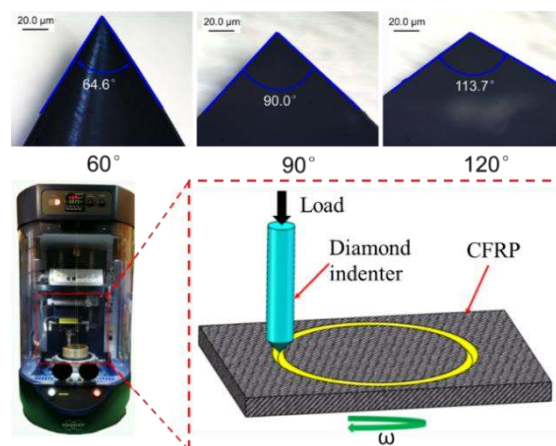 20.0 µm
20.0 µm
20.0 µm
64.6°
90.0°
113.7°
60°
90°
120°
Load
Diamond
indenter
CFRP
ω